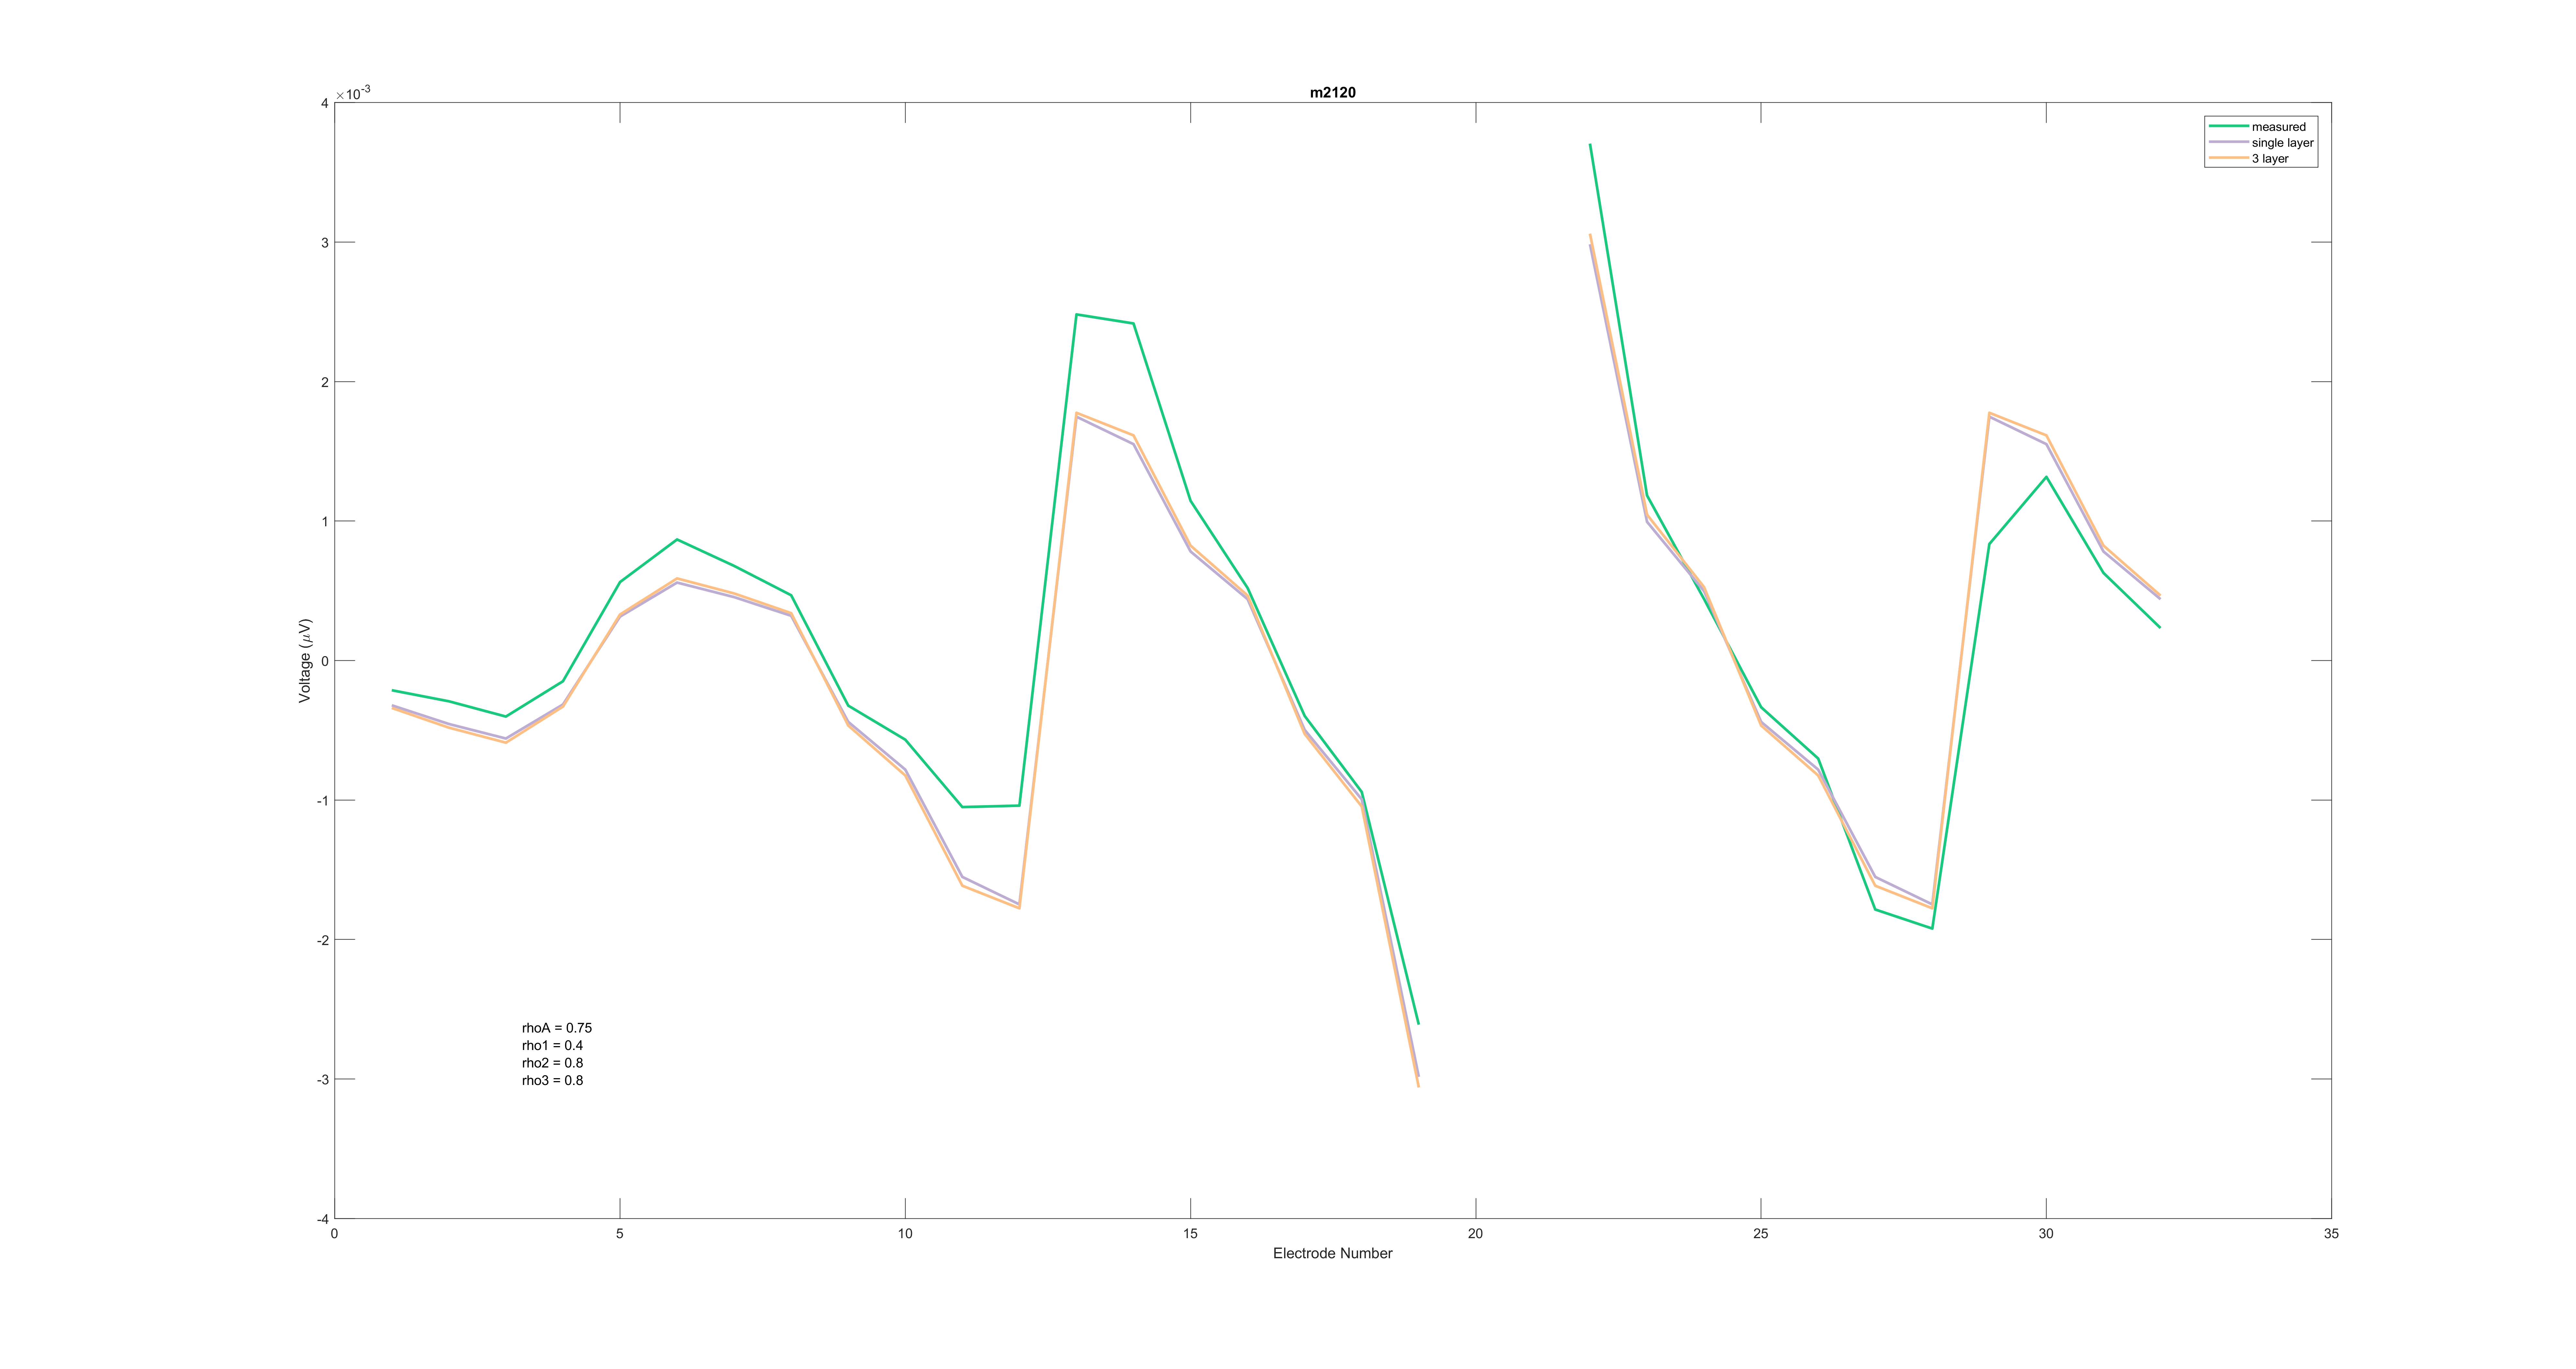 m2120
×10-3
4
3
2
1
0
-1
-2
-3
-4
Voltage (μV)
measured
single layer
3 layer
rhoA = 0.75
rho1 = 0.4
rho2 = 0.8
rho3 = 0.8
0 5 10 15 20 25 30 35
Electrode Number